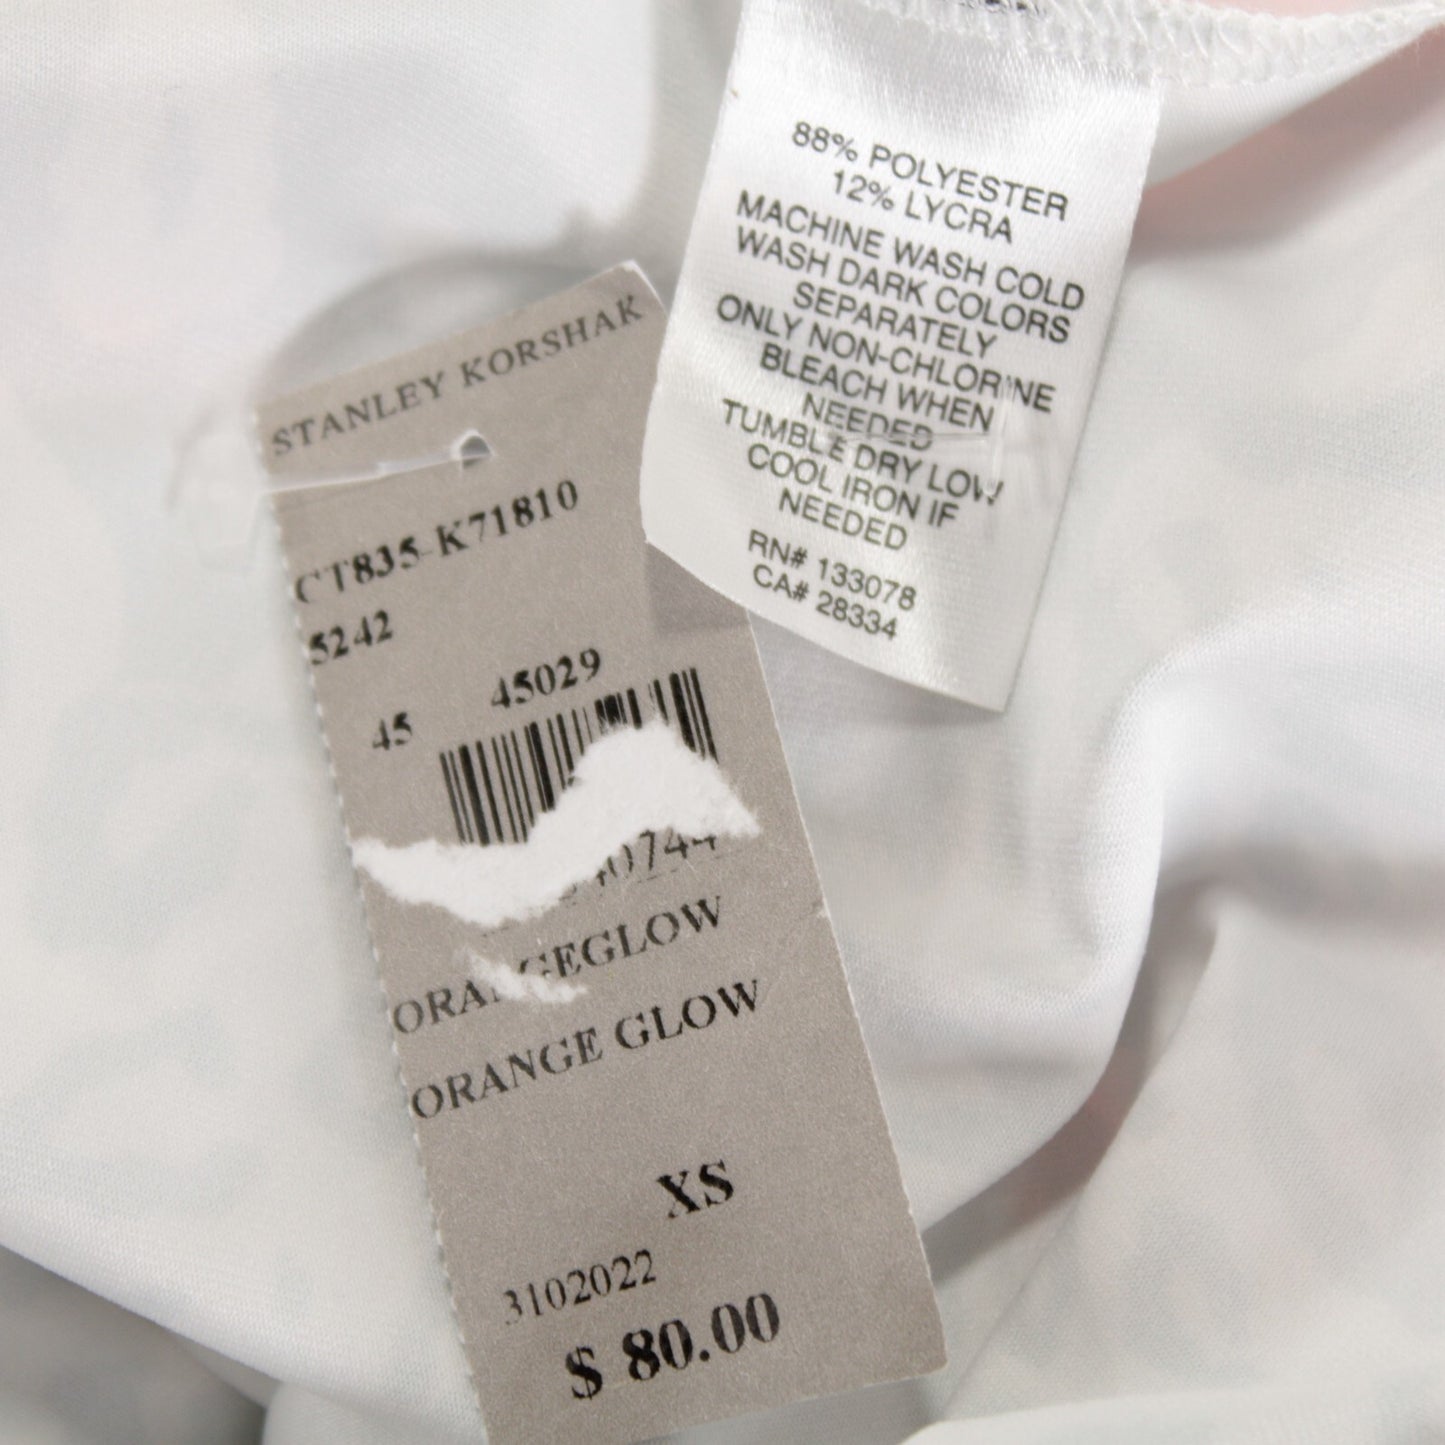 STANLEY KORSHAK
CT835-K71810
5242
45 45029
0744
ORANGEGLOW
ORANGE GLOW
XS
3102022
$ 80.00
88% POLYESTER
12% LYCRA
MACHINE WASH COLD
WASH DARK COLORS
SEPARATELY
ONLY NON-CHLORINE
BLEACH WHEN
NEEDED
TUMBLE DRY LOW
COOL IRON IF
NEEDED
RN# 133078
CA# 28334